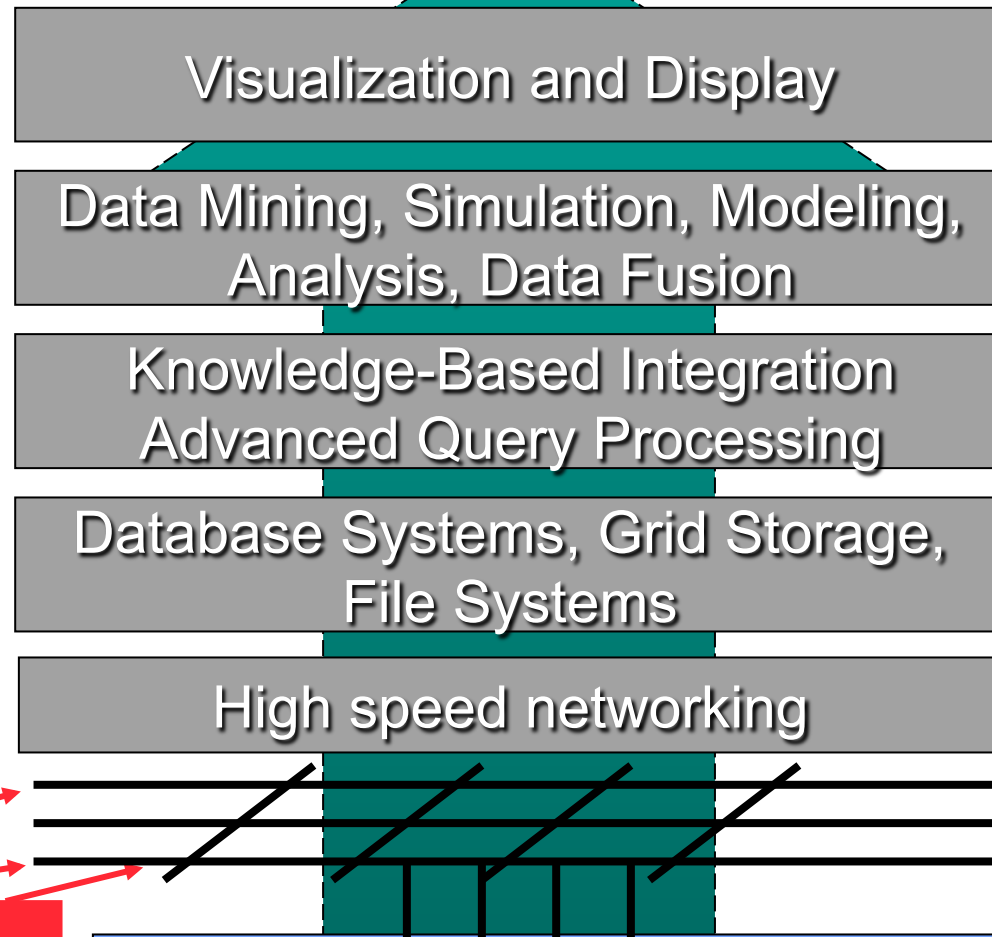 Visualization and Display
Data Mining, Simulation, Modeling,
Analysis, Data Fusion
Knowledge-Based Integration
Advanced Query Processing
Database Systems, Grid Storage,
File Systems
High speed networking